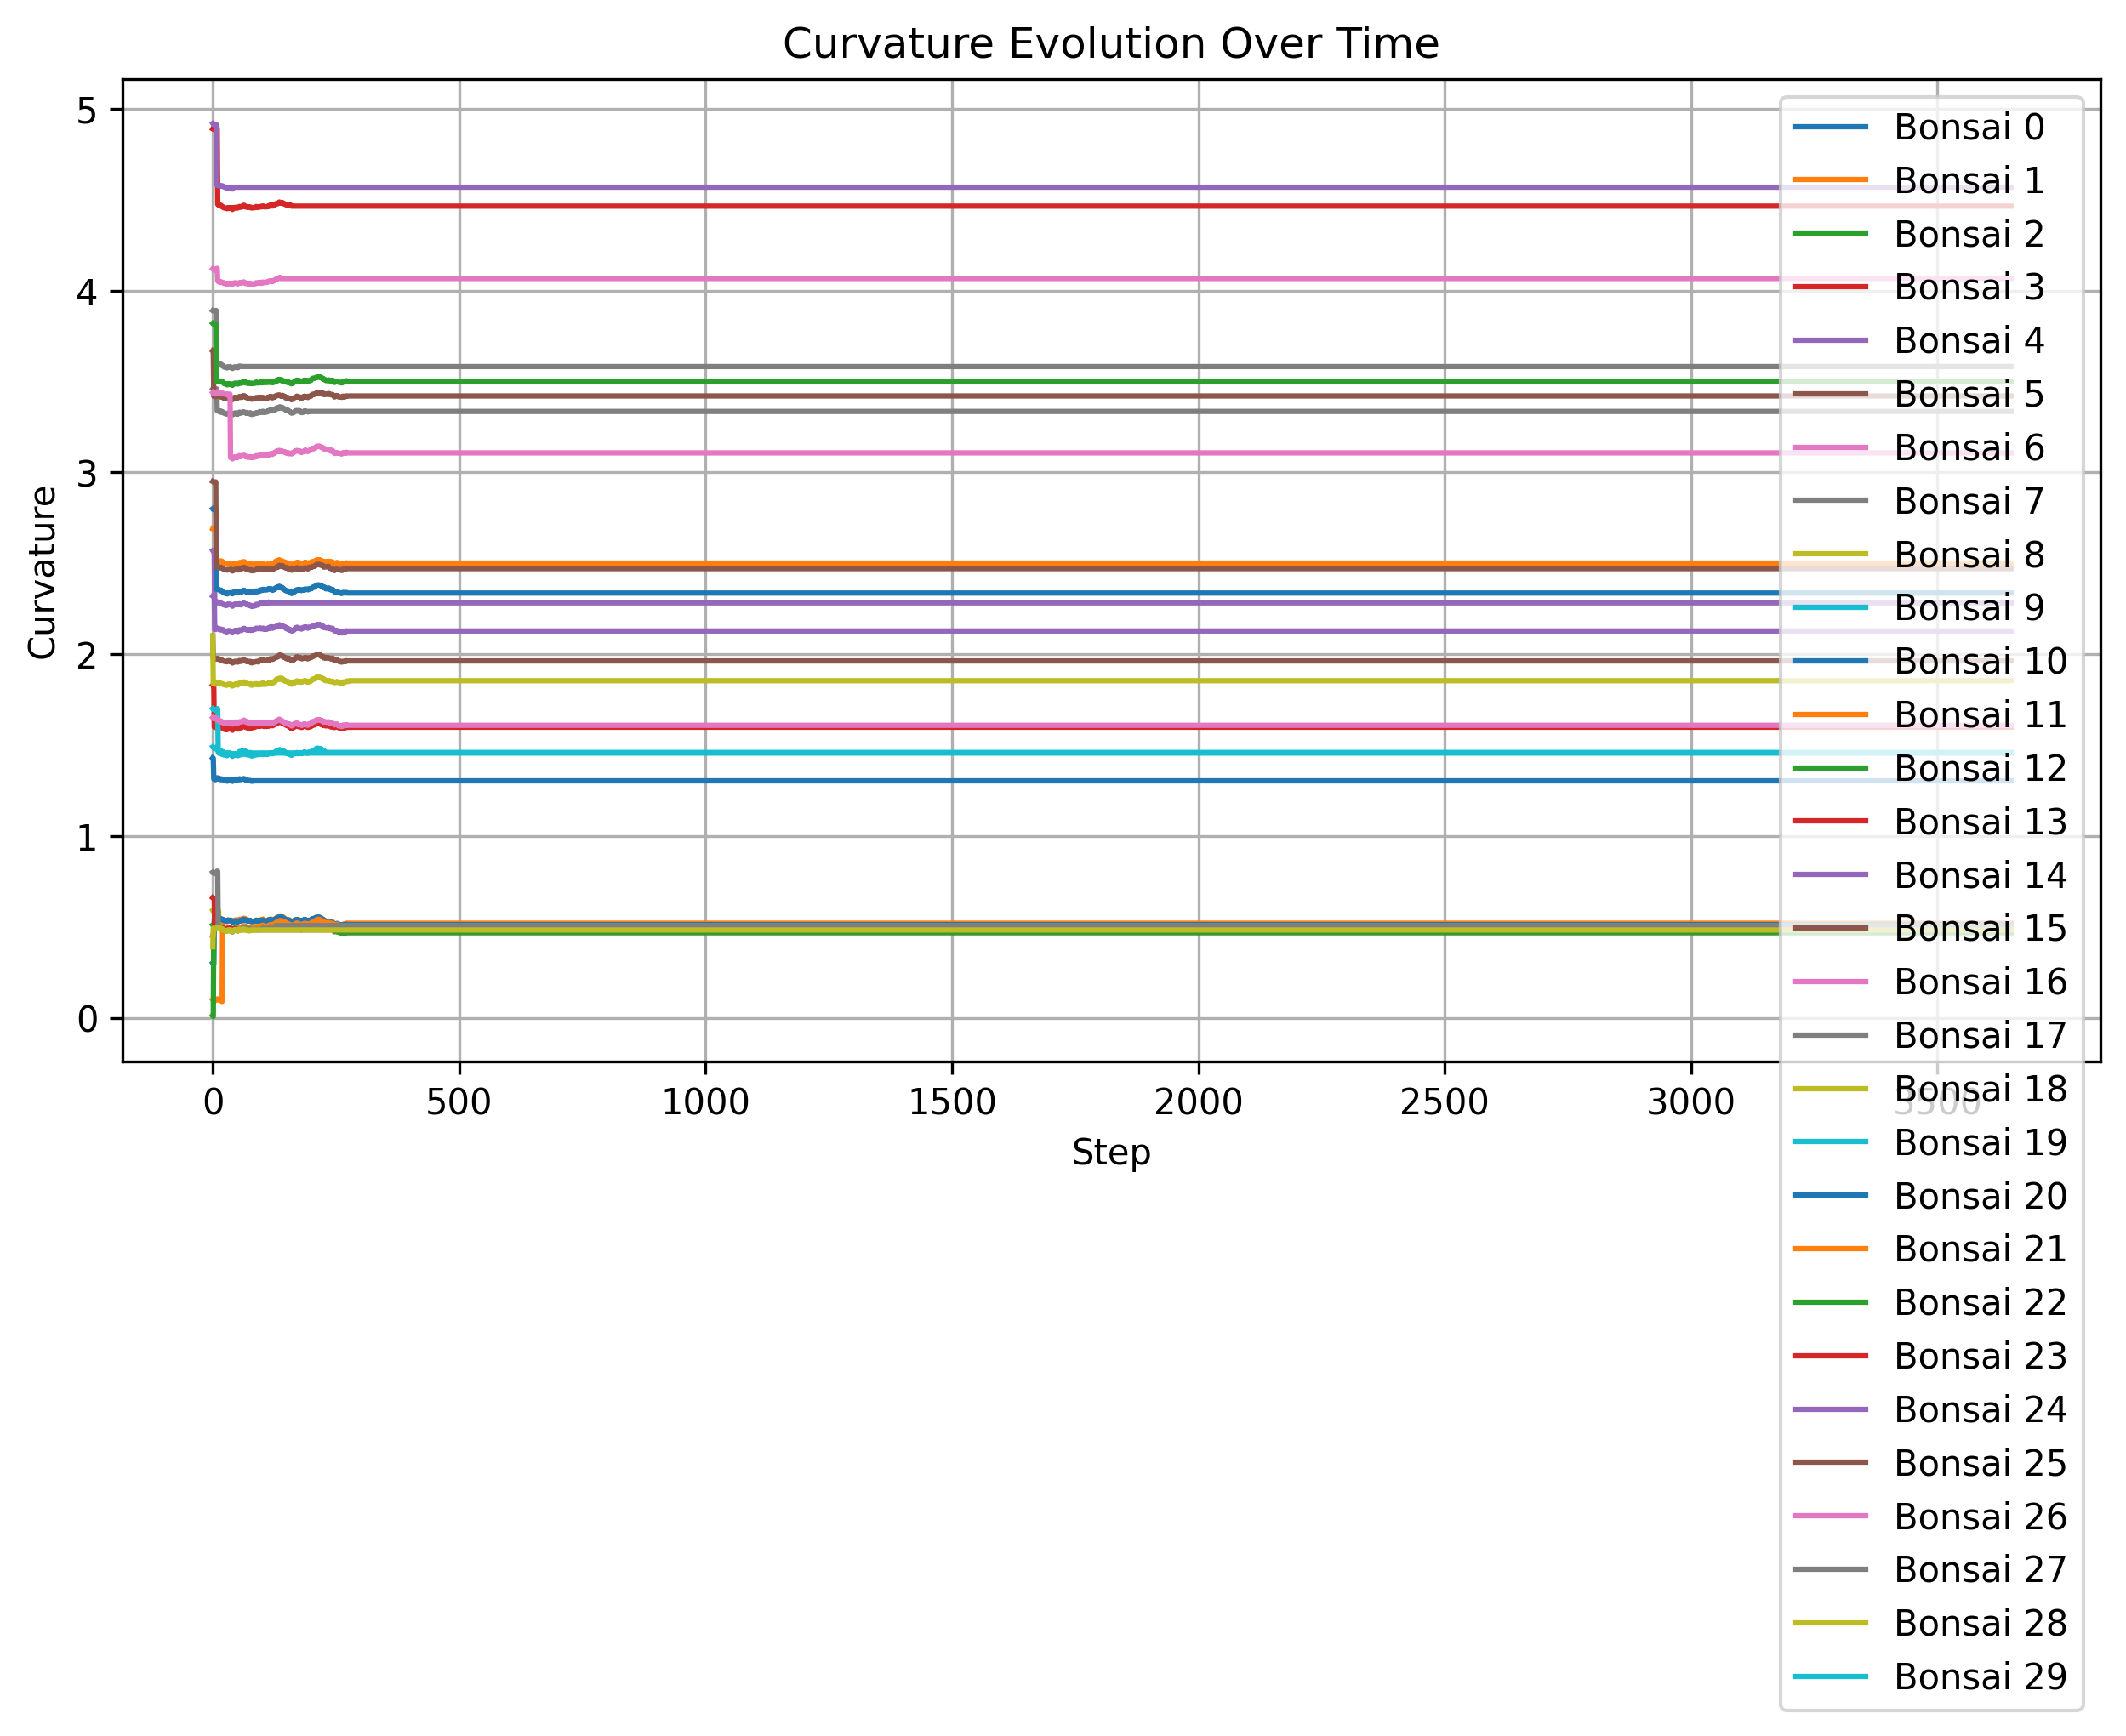 Curvature Evolution Over Time
5
4
3
2
1
0
Curvature
0 500 1000 1500 2000 2500 3000 3500
Step
Bonsai 0
Bonsai 1
Bonsai 2
Bonsai 3
Bonsai 4
Bonsai 5
Bonsai 6
Bonsai 7
Bonsai 8
Bonsai 9
Bonsai 10
Bonsai 11
Bonsai 12
Bonsai 13
Bonsai 14
Bonsai 15
Bonsai 16
Bonsai 17
Bonsai 18
Bonsai 19
Bonsai 20
Bonsai 21
Bonsai 22
Bonsai 23
Bonsai 24
Bonsai 25
Bonsai 26
Bonsai 27
Bonsai 28
Bonsai 29